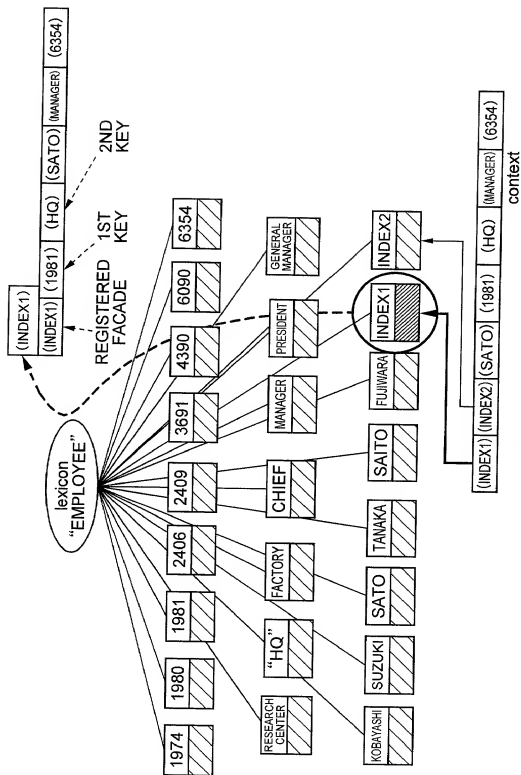 lexicon
"EMPLOYEE"
(INDEX1)
(INDEX1) (1981) (HQ) (SATO) (MANAGER) (6354)
REGISTERED
FACADE
1ST
KEY
2ND
KEY
1974
1980
1981
2406
2409
3691
4390
6090
6354
RESEARCH
CENTER
"HQ"
FACTORY
CHIEF
MANAGER
PRESIDENT
GENERAL
MANAGER
KOBAYASHI
SUZUKI
SATO
TANAKA
SAITO
FUJIWARA
INDEX1
INDEX2
(INDEX1) (INDEX2) (SATO) (1981) (HQ) (MANAGER) (6354)
context